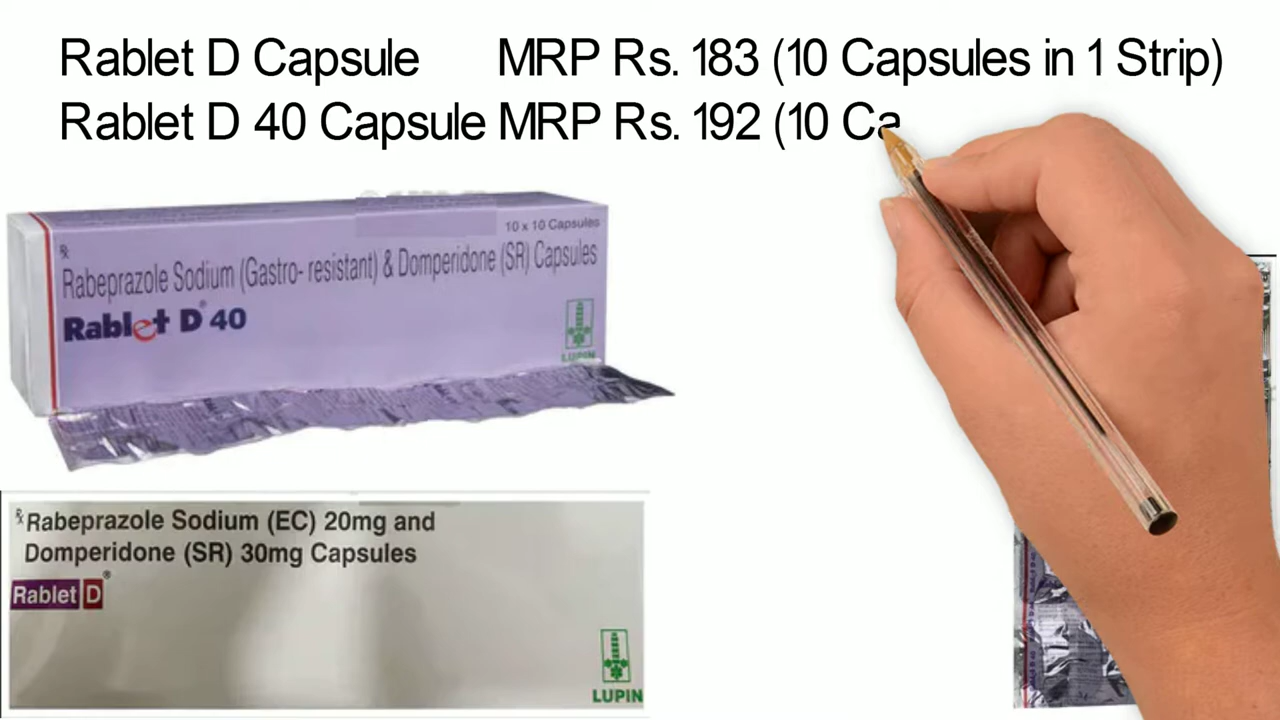 Rablet D Capsule MRP Rs. 183 (10 Capsules in 1 Strip)
Rablet D 40 Capsule MRP Rs. 192 (10 Ca
10 x 10 Capsules
℞
Rabeprazole Sodium (Gastro- resistant) & Domperidone (SR) Capsules
Rablet D® 40
LUPIN
℞ Rabeprazole Sodium (EC) 20mg and
Domperidone (SR) 30mg Capsules
Rablet D®
LUPIN